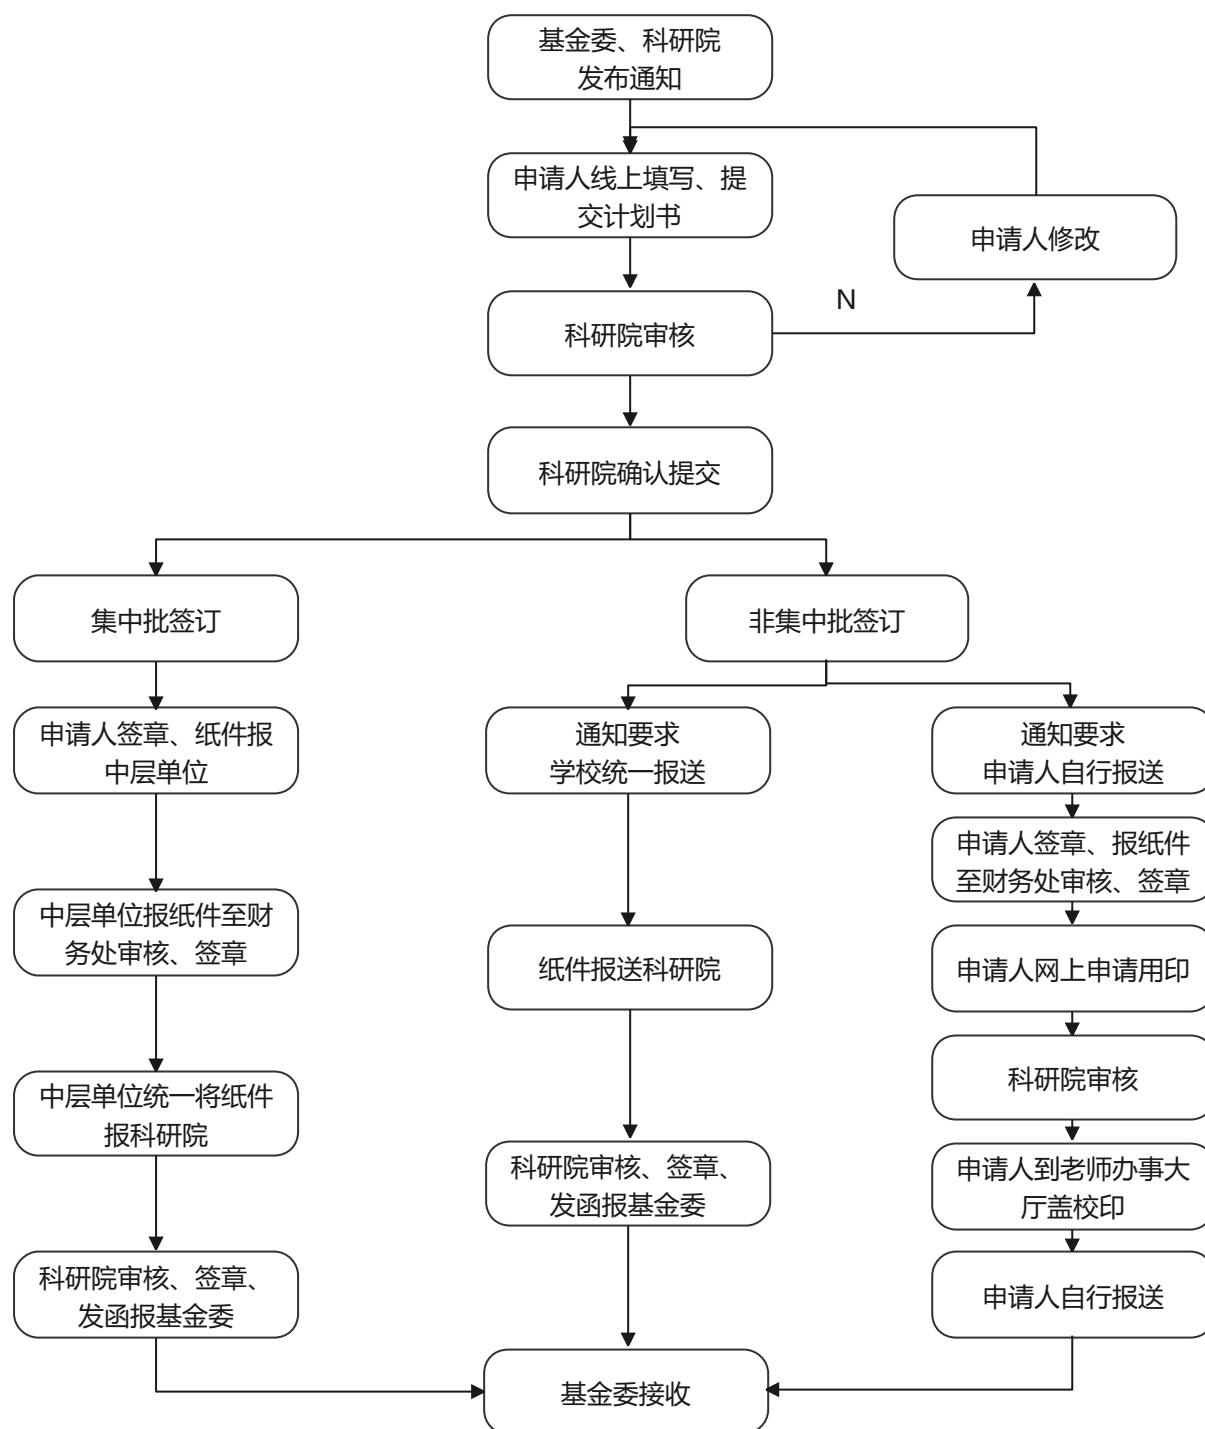 基金委、科研院
发布通知
申请人线上填写、提
交计划书
申请人修改
N
科研院审核
科研院确认提交
集中批签订
非集中批签订
申请人签章、纸件报
中层单位
通知要求
学校统一报送
通知要求
申请人自行报送
申请人签章、报纸件
至财务处审核、签章
中层单位报纸件至财
务处审核、签章
纸件报送科研院
申请人网上申请用印
科研院审核
中层单位统一将纸件
报科研院
科研院审核、签章、
发函报基金委
申请人到老师办事大
厅盖校印
科研院审核、签章、
发函报基金委
申请人自行报送
基金委接收